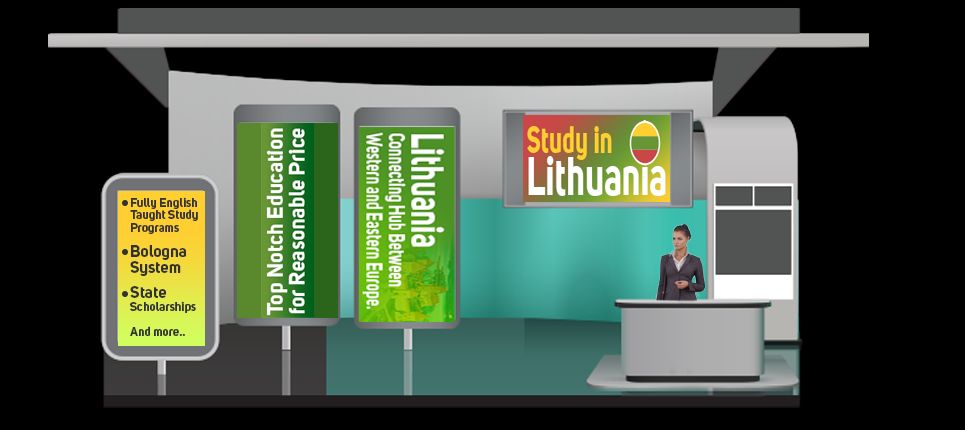 • Fully English
Taught Study
Programs
• Bologna
System
• State
Scholarships
And more..
Top Notch Education
for Reasonable Price
Lithuania
Connecting Hub Between
Western and Eastern Europe.
Study in
Lithuania